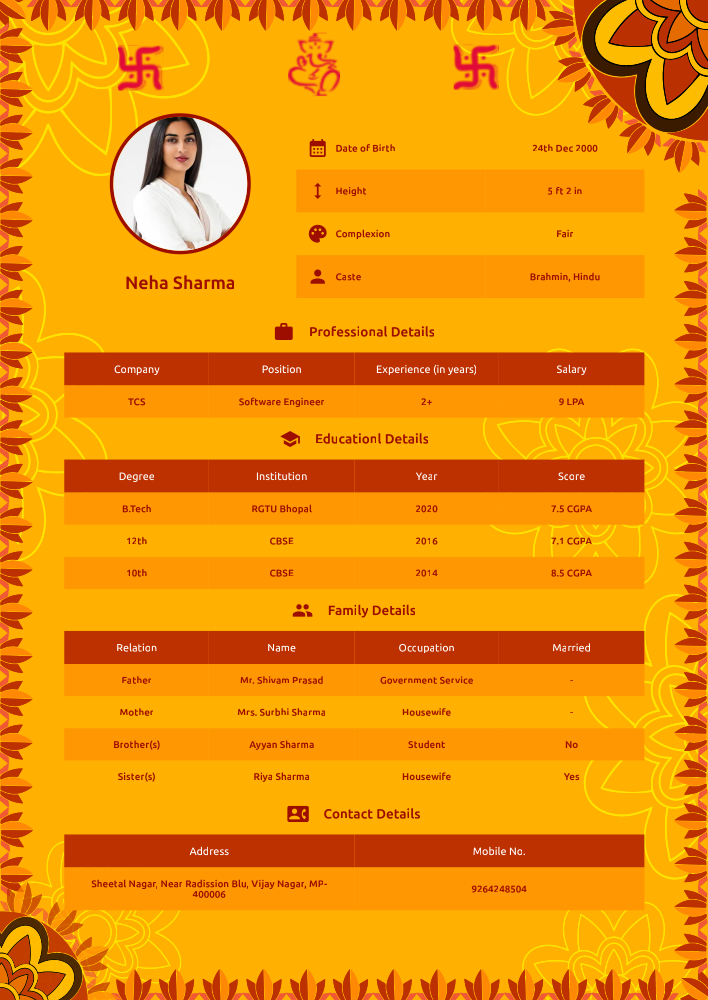 Date of Birth 24th Dec 2000
Height 5 ft 2 in
Complexion Fair
Caste Brahmin, Hindu
Neha Sharma
Professional Details
Company Position Experience (in years) Salary
TCS Software Engineer 2+ 9 LPA
Educationl Details
Degree Institution Year Score
B.Tech RGTU Bhopal 2020 7.5 CGPA
12th CBSE 2016 7.1 CGPA
10th CBSE 2014 8.5 CGPA
Family Details
Relation Name Occupation Married
Father Mr. Shivam Prasad Government Service -
Mother Mrs. Surbhi Sharma Housewife -
Brother(s) Ayyan Sharma Student No
Sister(s) Riya Sharma Housewife Yes
Contact Details
Address Mobile No.
Sheetal Nagar, Near Radission Blu, Vijay Nagar, MP-
400006
9264248504